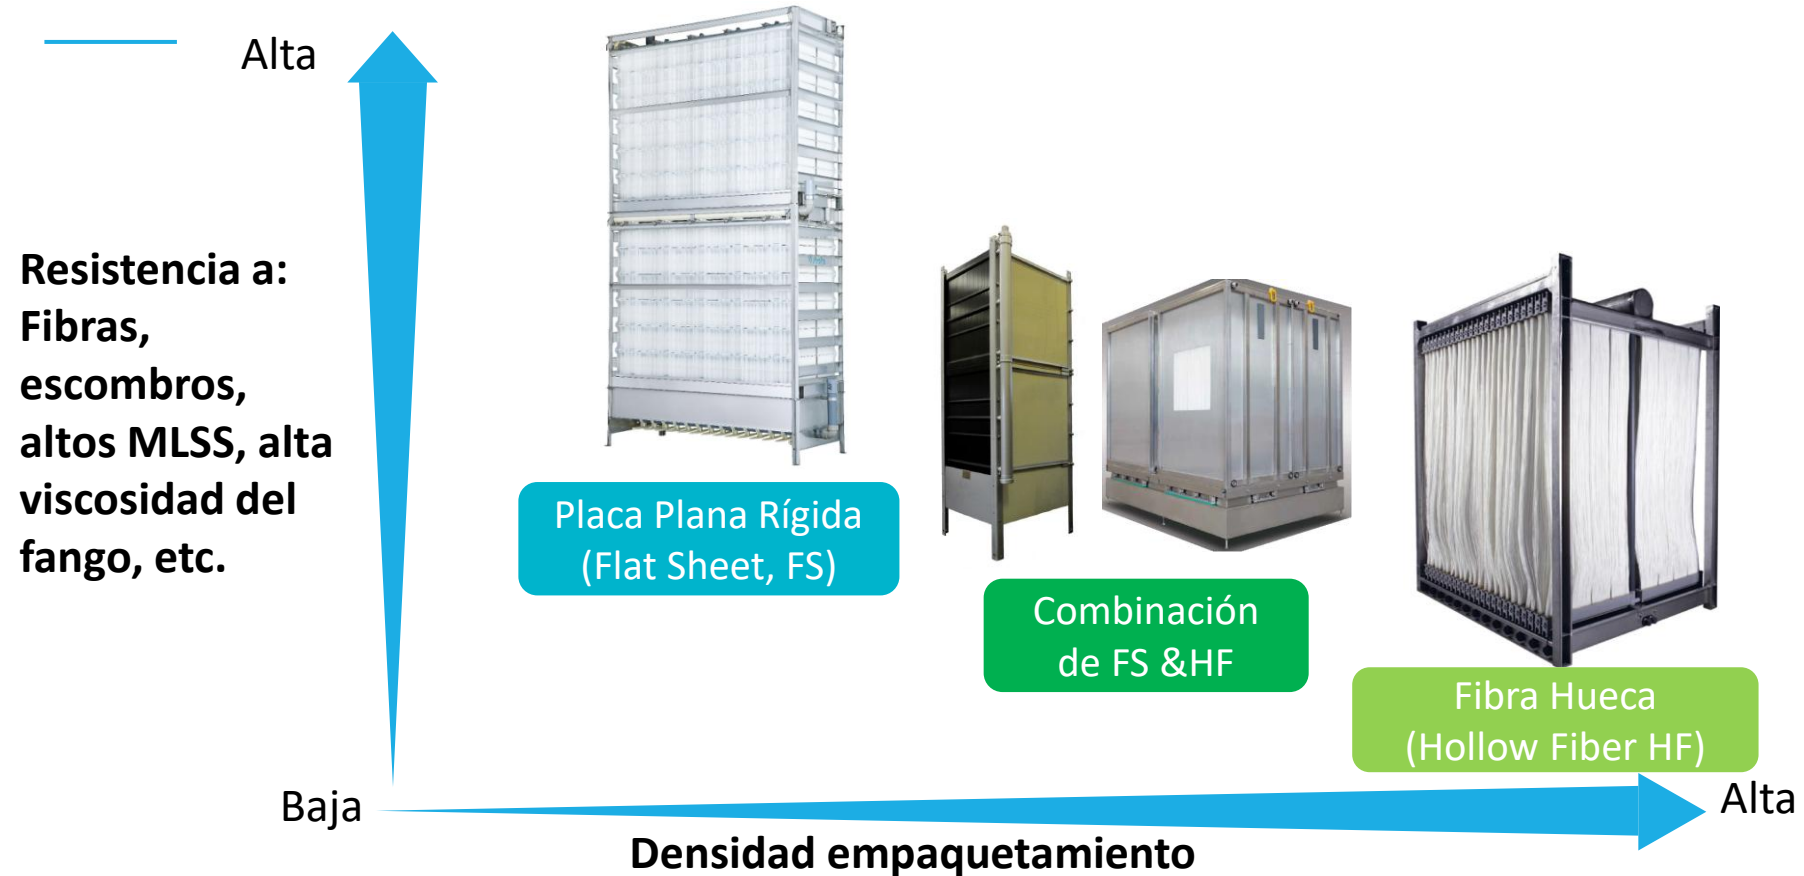 Alta
Resistencia a:
Fibras,
escombros,
altos MLSS, alta
viscosidad del
fango, etc.
Placa Plana Rígida
(Flat Sheet, FS)
Combinación
de FS &HF
Fibra Hueca
(Hollow Fiber HF)
Baja
Alta
Densidad empaquetamiento